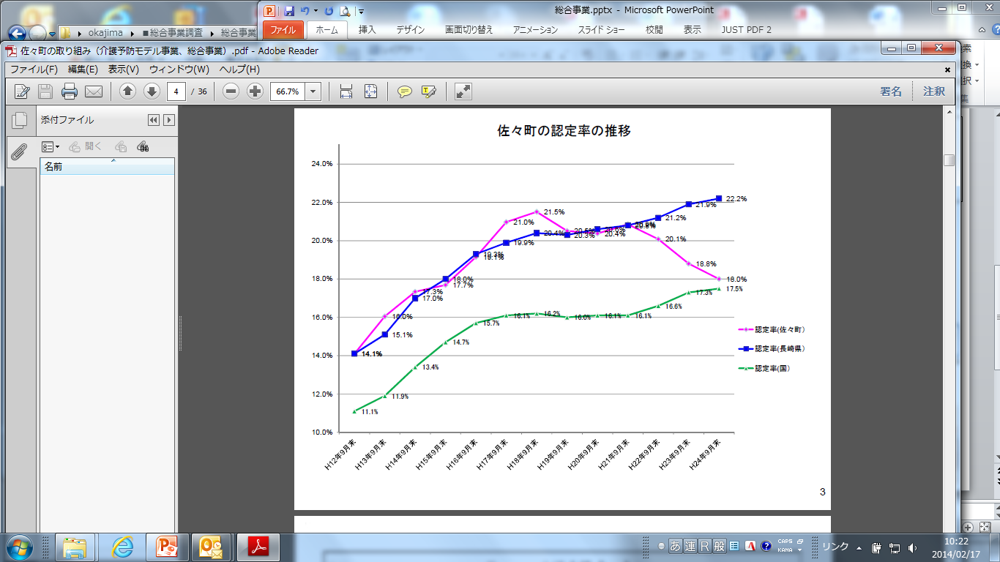 総合事業.pptx - Microsoft PowerPoint
okajima ▸ ■総合事業調査 ▸ 総合事業
ファイル ホーム 挿入 デザイン 画面切り替え アニメーション スライド ショー 校閲 表示 JUST PDF 2
佐々町の取り組み（介護予防モデル事業、総合事業）.pdf - Adobe Reader
ファイル(F) 編集(E) 表示(V) ウィンドウ(W) ヘルプ(H)
4 / 36 66.7% 署名 注釈
添付ファイル
開く
名前
佐々町の認定率の推移
24.0%
22.0%
20.0%
18.0%
16.0%
14.0%
12.0%
10.0%
14.1% 16.0% 17.3% 17.7% 19.1% 21.0% 21.5% 20.5% 20.4% 20.8% 20.1% 18.8% 18.0%
15.1% 17.0% 18.0% 19.3% 19.9% 20.4% 20.3% 21.2% 21.9% 22.2%
11.1% 11.9% 13.4% 14.7% 15.7% 16.1% 16.2% 16.0% 16.1% 16.1% 16.6% 17.3% 17.5%
認定率(佐々町）
認定率(長崎県）
認定率(国）
H12年9月末 H13年9月末 H14年9月末 H15年9月末 H16年9月末 H17年9月末 H18年9月末 H19年9月末 H20年9月末 H21年9月末 H22年9月末 H23年9月末 H24年9月末
3
あ 連 R 般 CAPS KANA リンク
10:22
2014/02/17